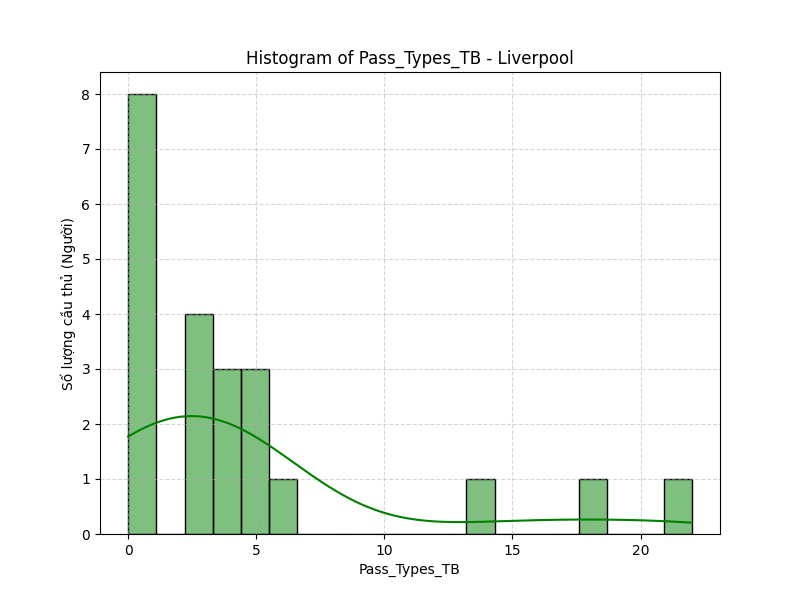 Histogram of Pass_Types_TB - Liverpool
Số lượng cầu thủ (Người)
8
7
6
5
4
3
2
1
0
0 5 10 15 20
Pass_Types_TB